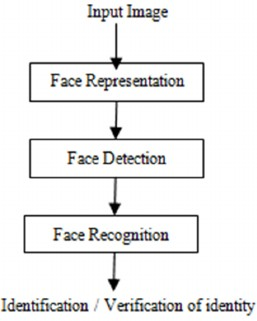 Input Image
Face Representation
Face Detection
Face Recognition
Identification / Verification of identity